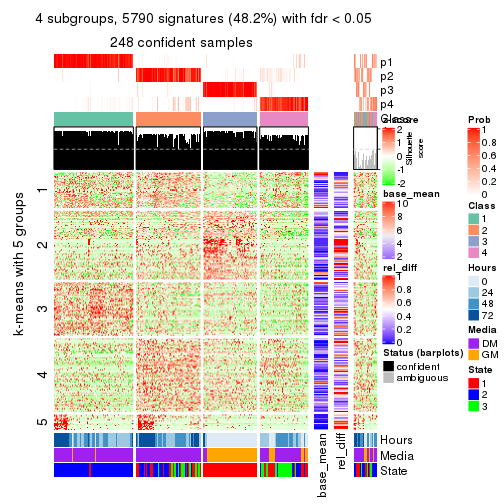 4 subgroups, 5790 signatures (48.2%) with fdr < 0.05
248 confident samples
p1
p2
p3
p4
Class
z-score
2
1
0
-1
-2
Silhouette
score
Prob
1
0.8
0.6
0.4
0.2
0
base_mean
10
8
6
4
2
Class
1
2
3
4
rel_diff
1
0.8
0.6
0.4
0.2
0
Hours
0
24
48
72
Status (barplots)
confident
ambiguous
Media
DM
GM
State
1
2
3
k-means with 5 groups
1
2
3
4
5
Hours
Media
State
base_mean
rel_diff